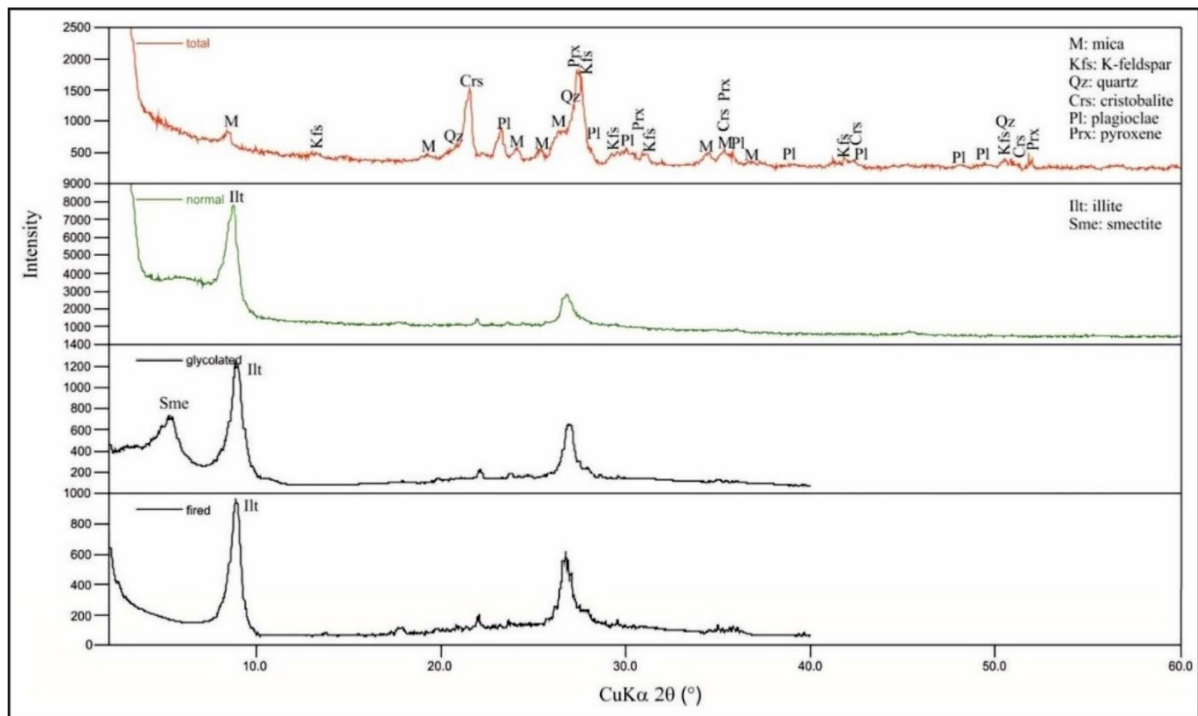 2500
2000
1500
1000
500
9000
8000
7000
6000
5000
4000
3000
2000
1000
1400
1200
1000
800
600
400
200
1000
800
600
400
200
0
Intensity
total
M
Kfs
M
Qz
Crs
Pl
M
M
M
Qz
Prx
Kfs
Pl
Kfs
Pl
Prx
Kfs
M
Crs
M
Prx
Pl
M
Pl
Kfs
Crs
Pl
Pl
Pl
Kfs
Qz
Crs
Prx
M: mica
Kfs: K-feldspar
Qz: quartz
Crs: cristobalite
Pl: plagioclae
Prx: pyroxene
normal
Ilt
Ilt: illite
Sme: smectite
glycolated
Sme
Ilt
fired
Ilt
10.0 20.0 30.0 40.0 50.0 60.0
CuKα 2θ (°)